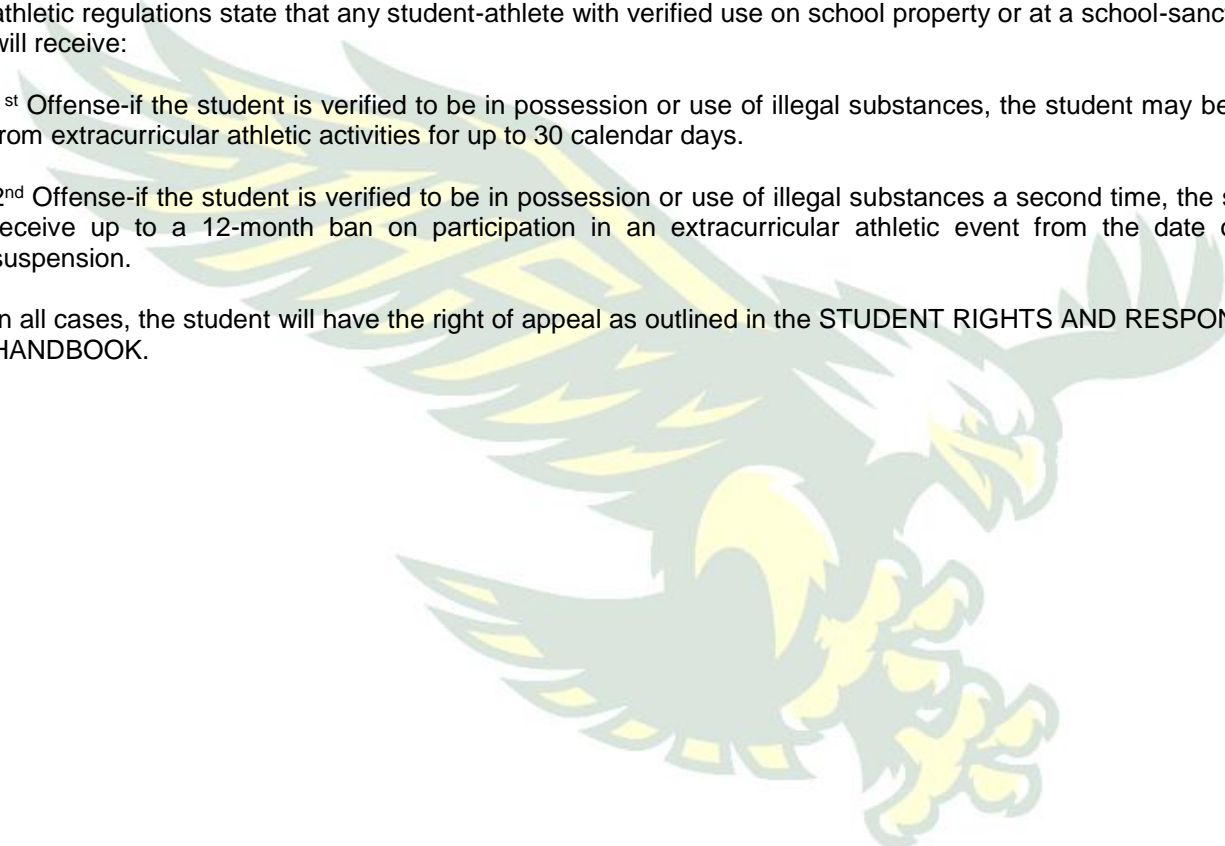 athletic regulations state that any student-athlete with verified use on school property or at a school-sanct
will receive:
st Offense-if the student is verified to be in possession or use of illegal substances, the student may be
from extracurricular athletic activities for up to 30 calendar days.
2nd Offense-if the student is verified to be in possession or use of illegal substances a second time, the s
receive up to a 12-month ban on participation in an extracurricular athletic event from the date o
suspension.
n all cases, the student will have the right of appeal as outlined in the STUDENT RIGHTS AND RESPON
HANDBOOK.